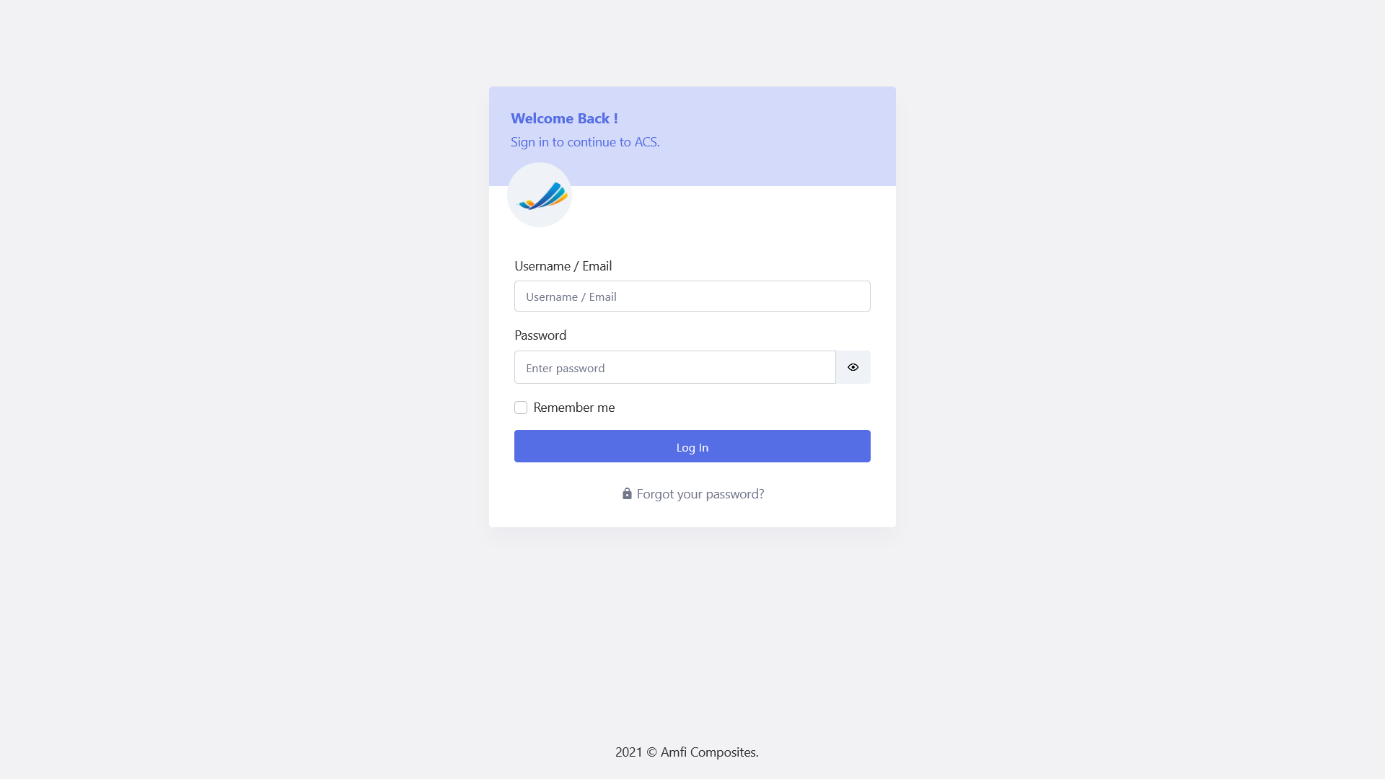 Welcome Back !
Sign in to continue to ACS.
Username / Email
Username / Email
Password
Enter password
Remember me
Log In
Forgot your password?
2021 © Amfi Composites.